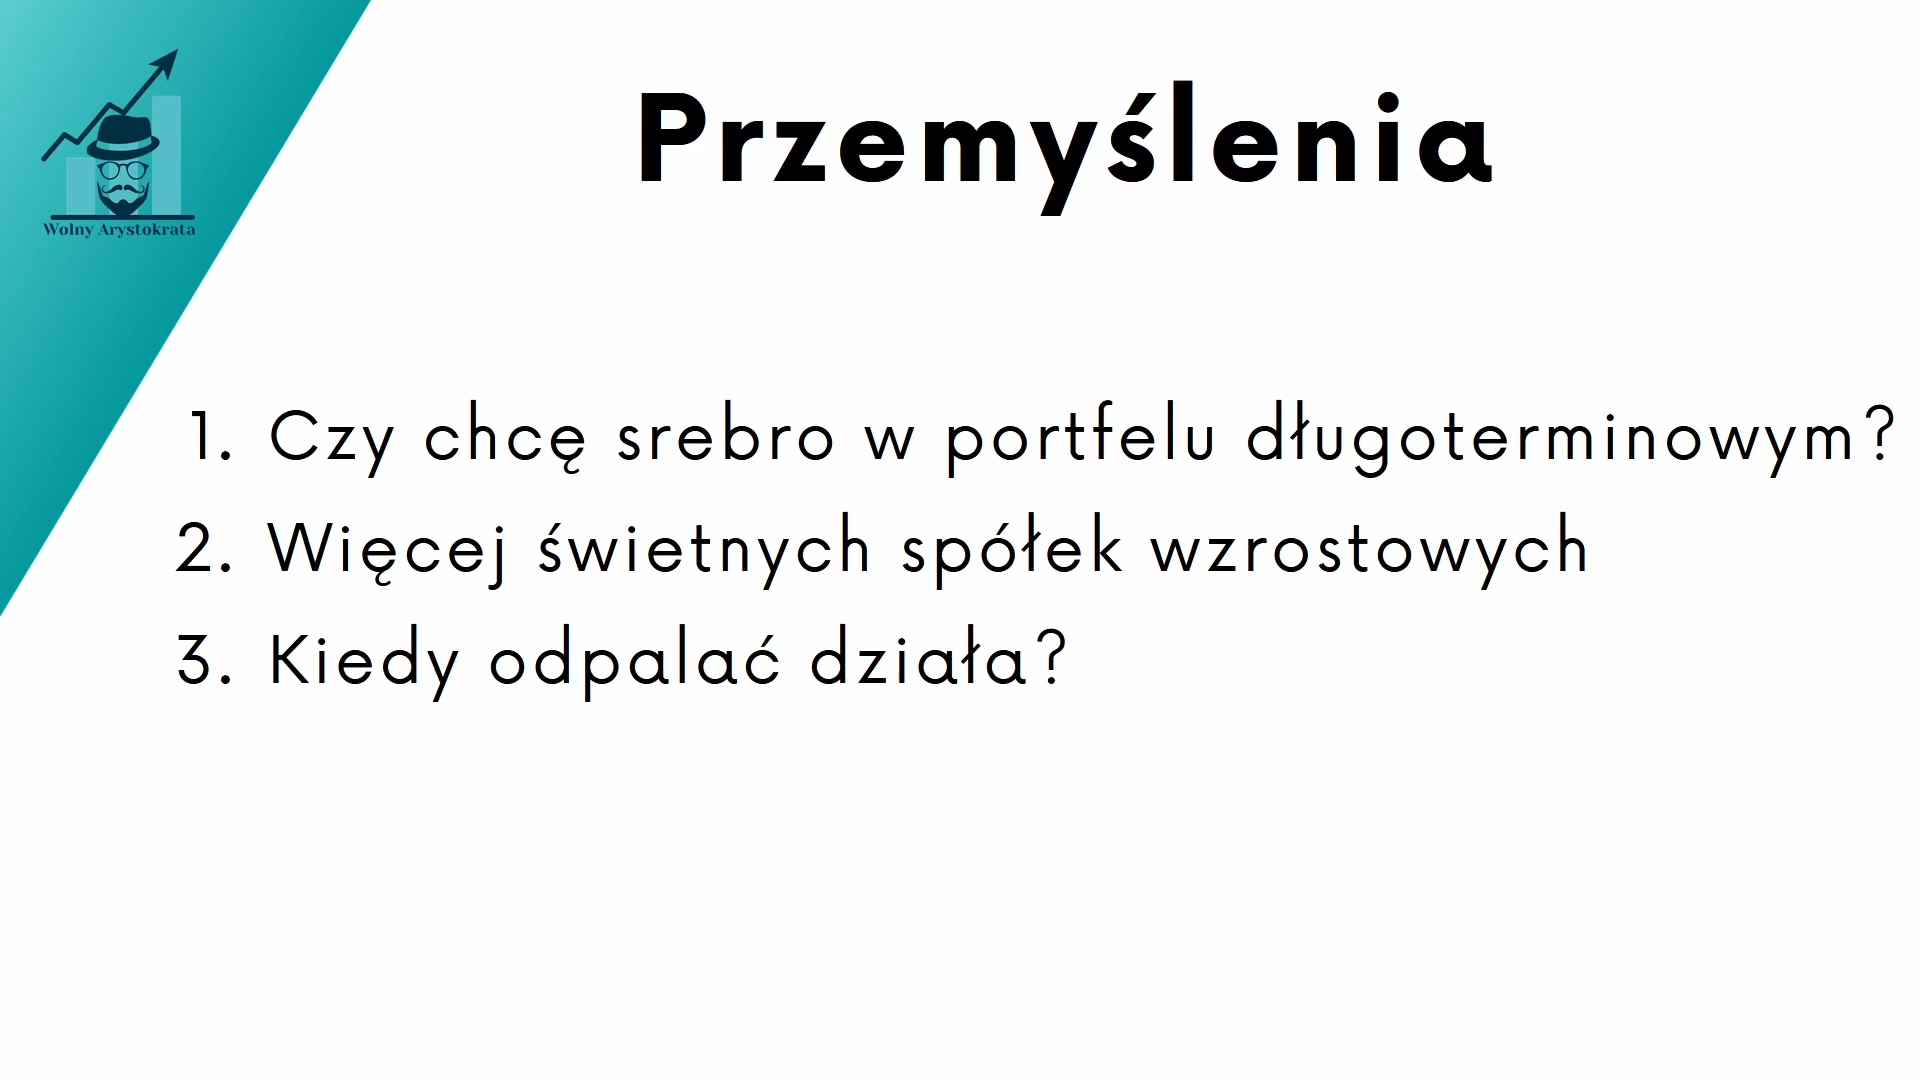 Wolny Arystokrata
Przemyślenia
1. Czy chcę srebro w portfelu długoterminowym?
2. Więcej świetnych spółek wzrostowych
3. Kiedy odpalać działa?